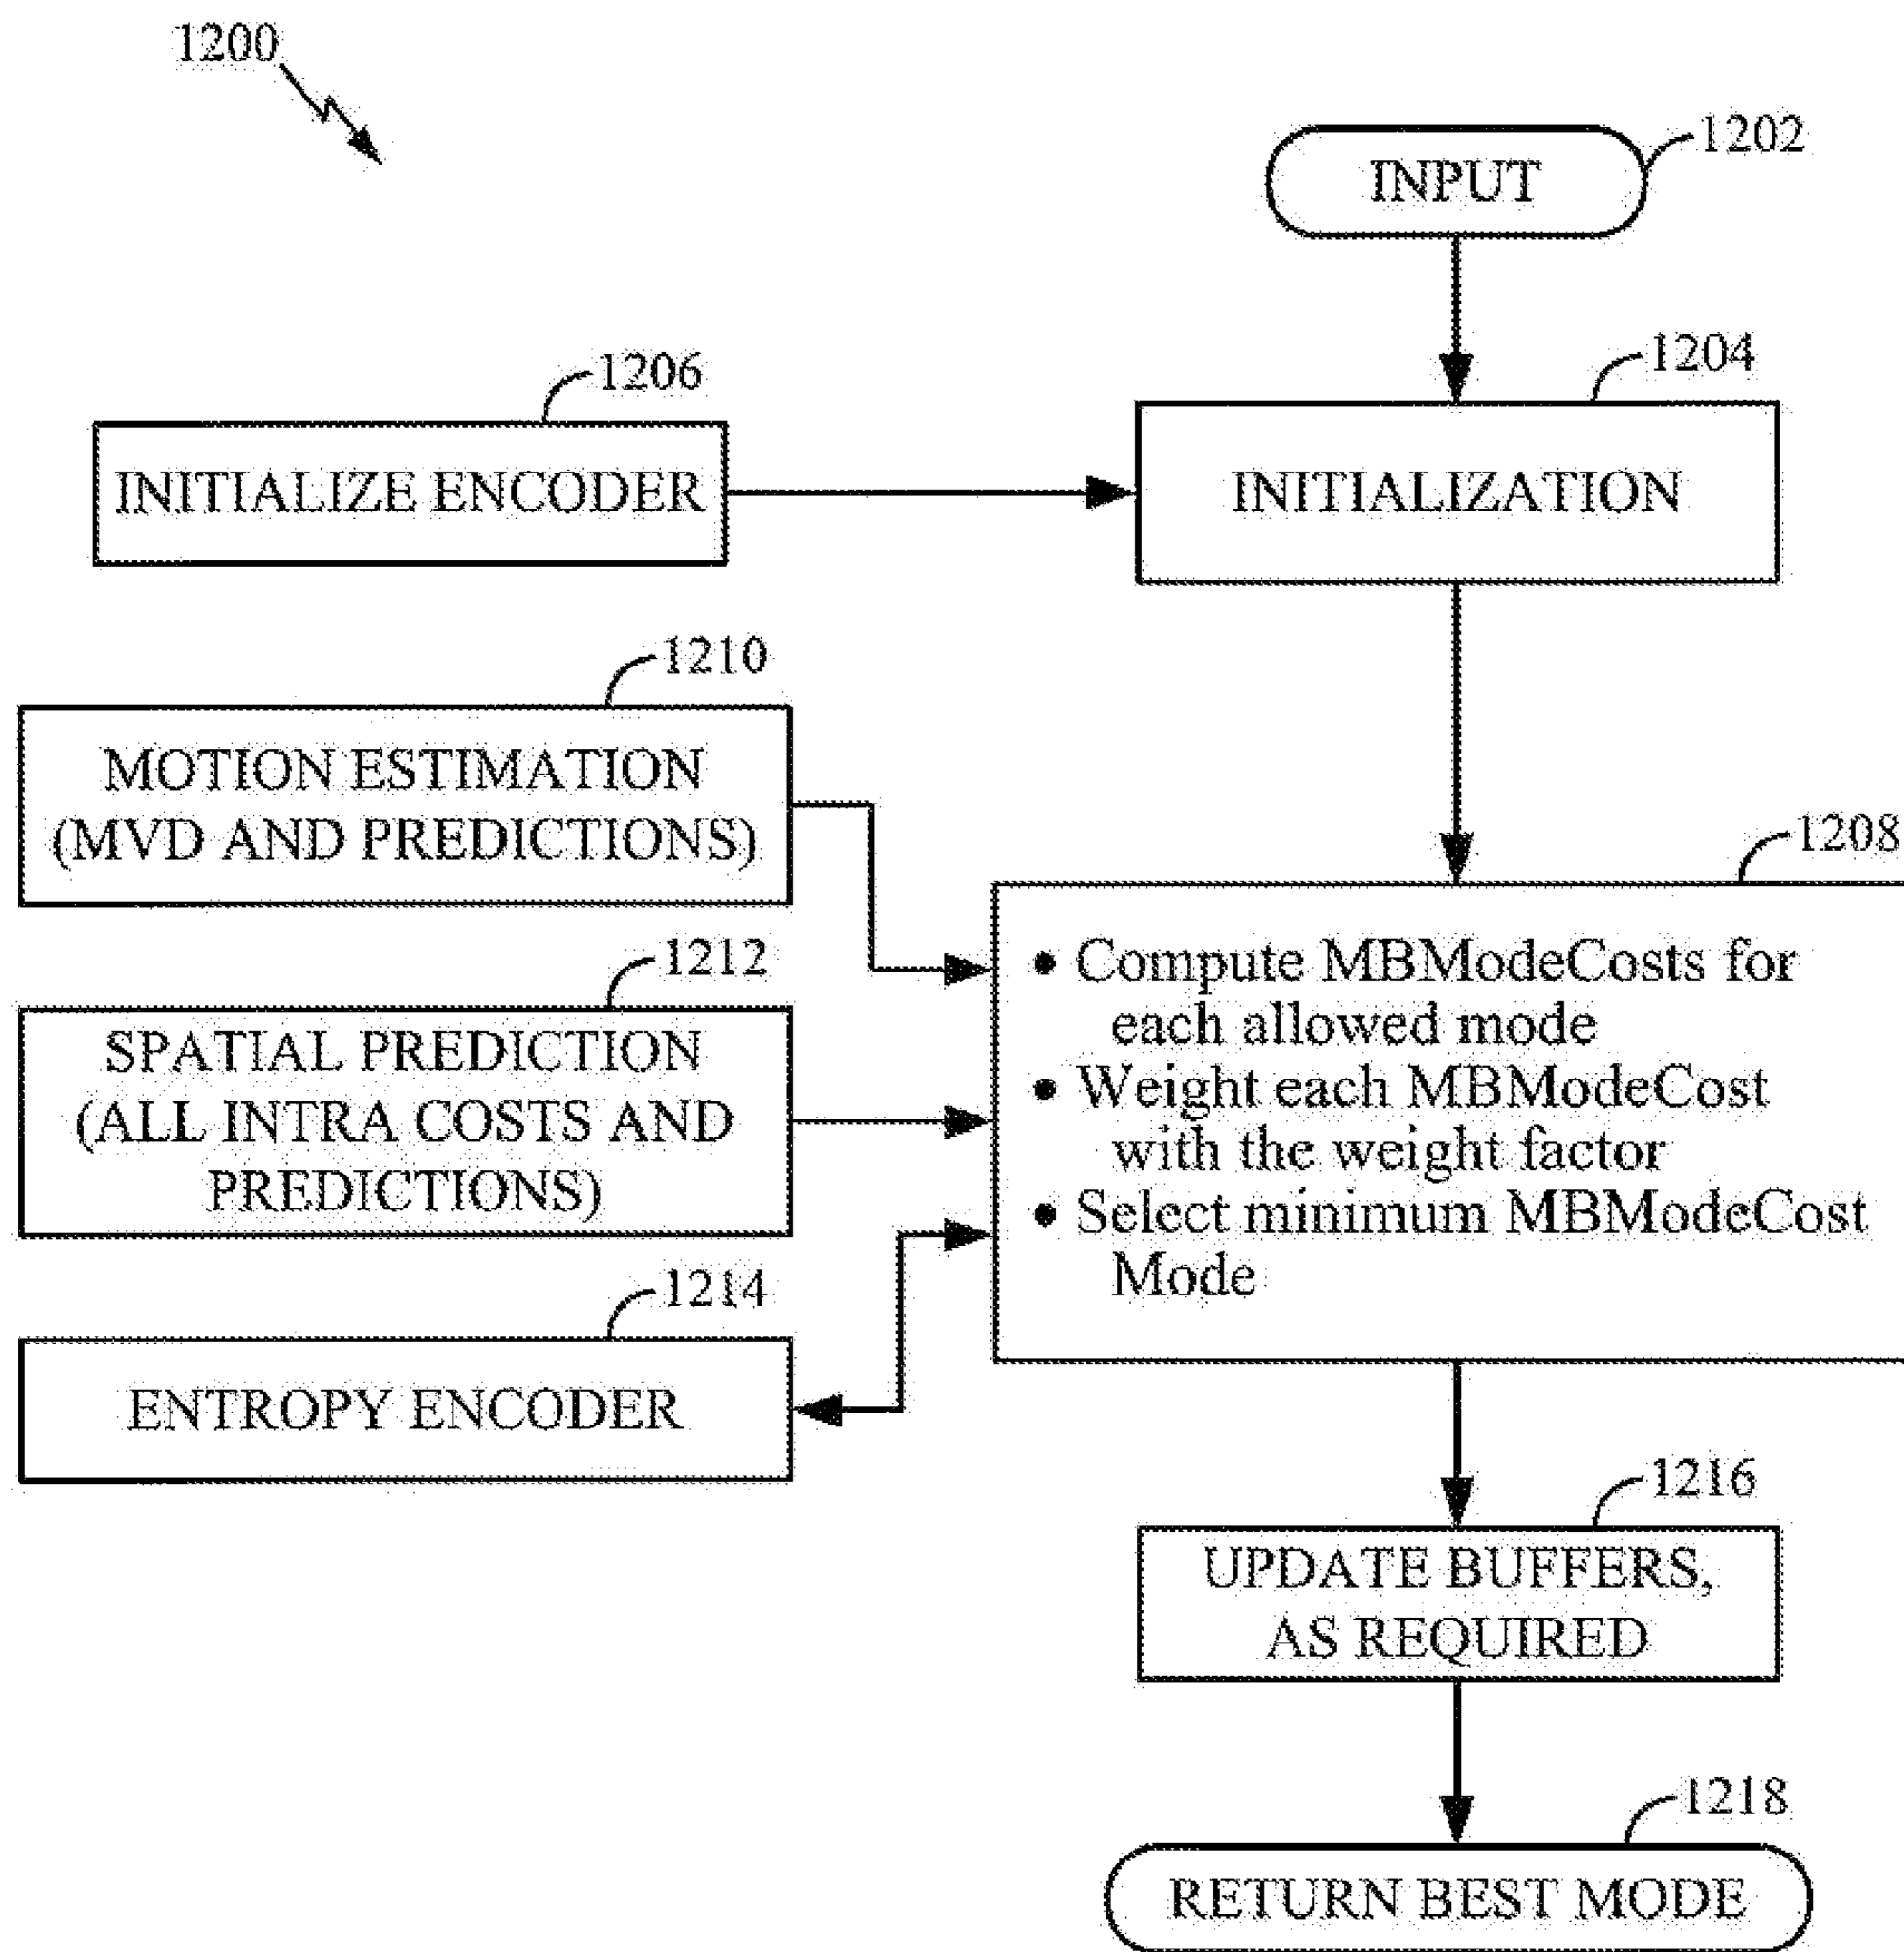 1200
1202
INPUT
1204
1206
INITIALIZE ENCODER
INITIALIZATION
1210
MOTION ESTIMATION
(MVD AND PREDICTIONS)
1208
1212
SPATIAL PREDICTION
(ALL INTRA COSTS AND
PREDICTIONS)
• Compute MBModeCosts for
each allowed mode
• Weight each MBModeCost
with the weight factor
• Select minimum MBModeCost
Mode
1214
ENTROPY ENCODER
1216
UPDATE BUFFERS,
AS REQUIRED
1218
RETURN BEST MODE